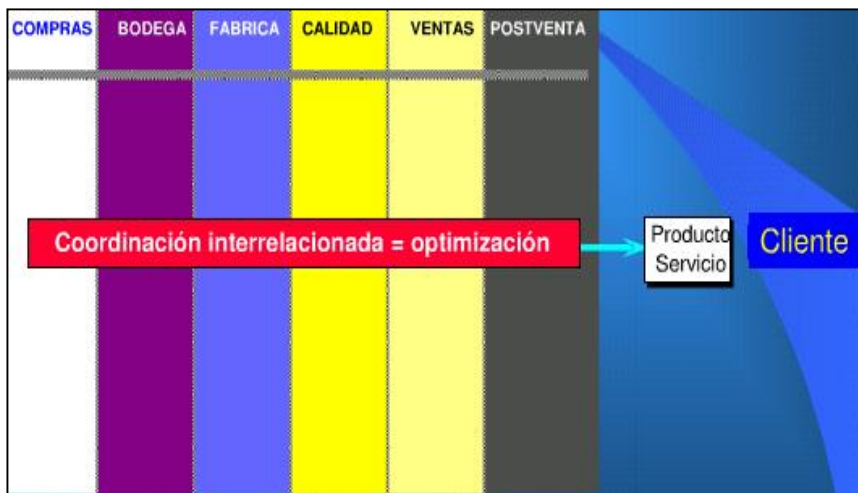 COMPRAS BODEGA FABRICA CALIDAD VENTAS POSTVENTA
Coordinación interrelacionada = optimización
Producto
Servicio
Cliente